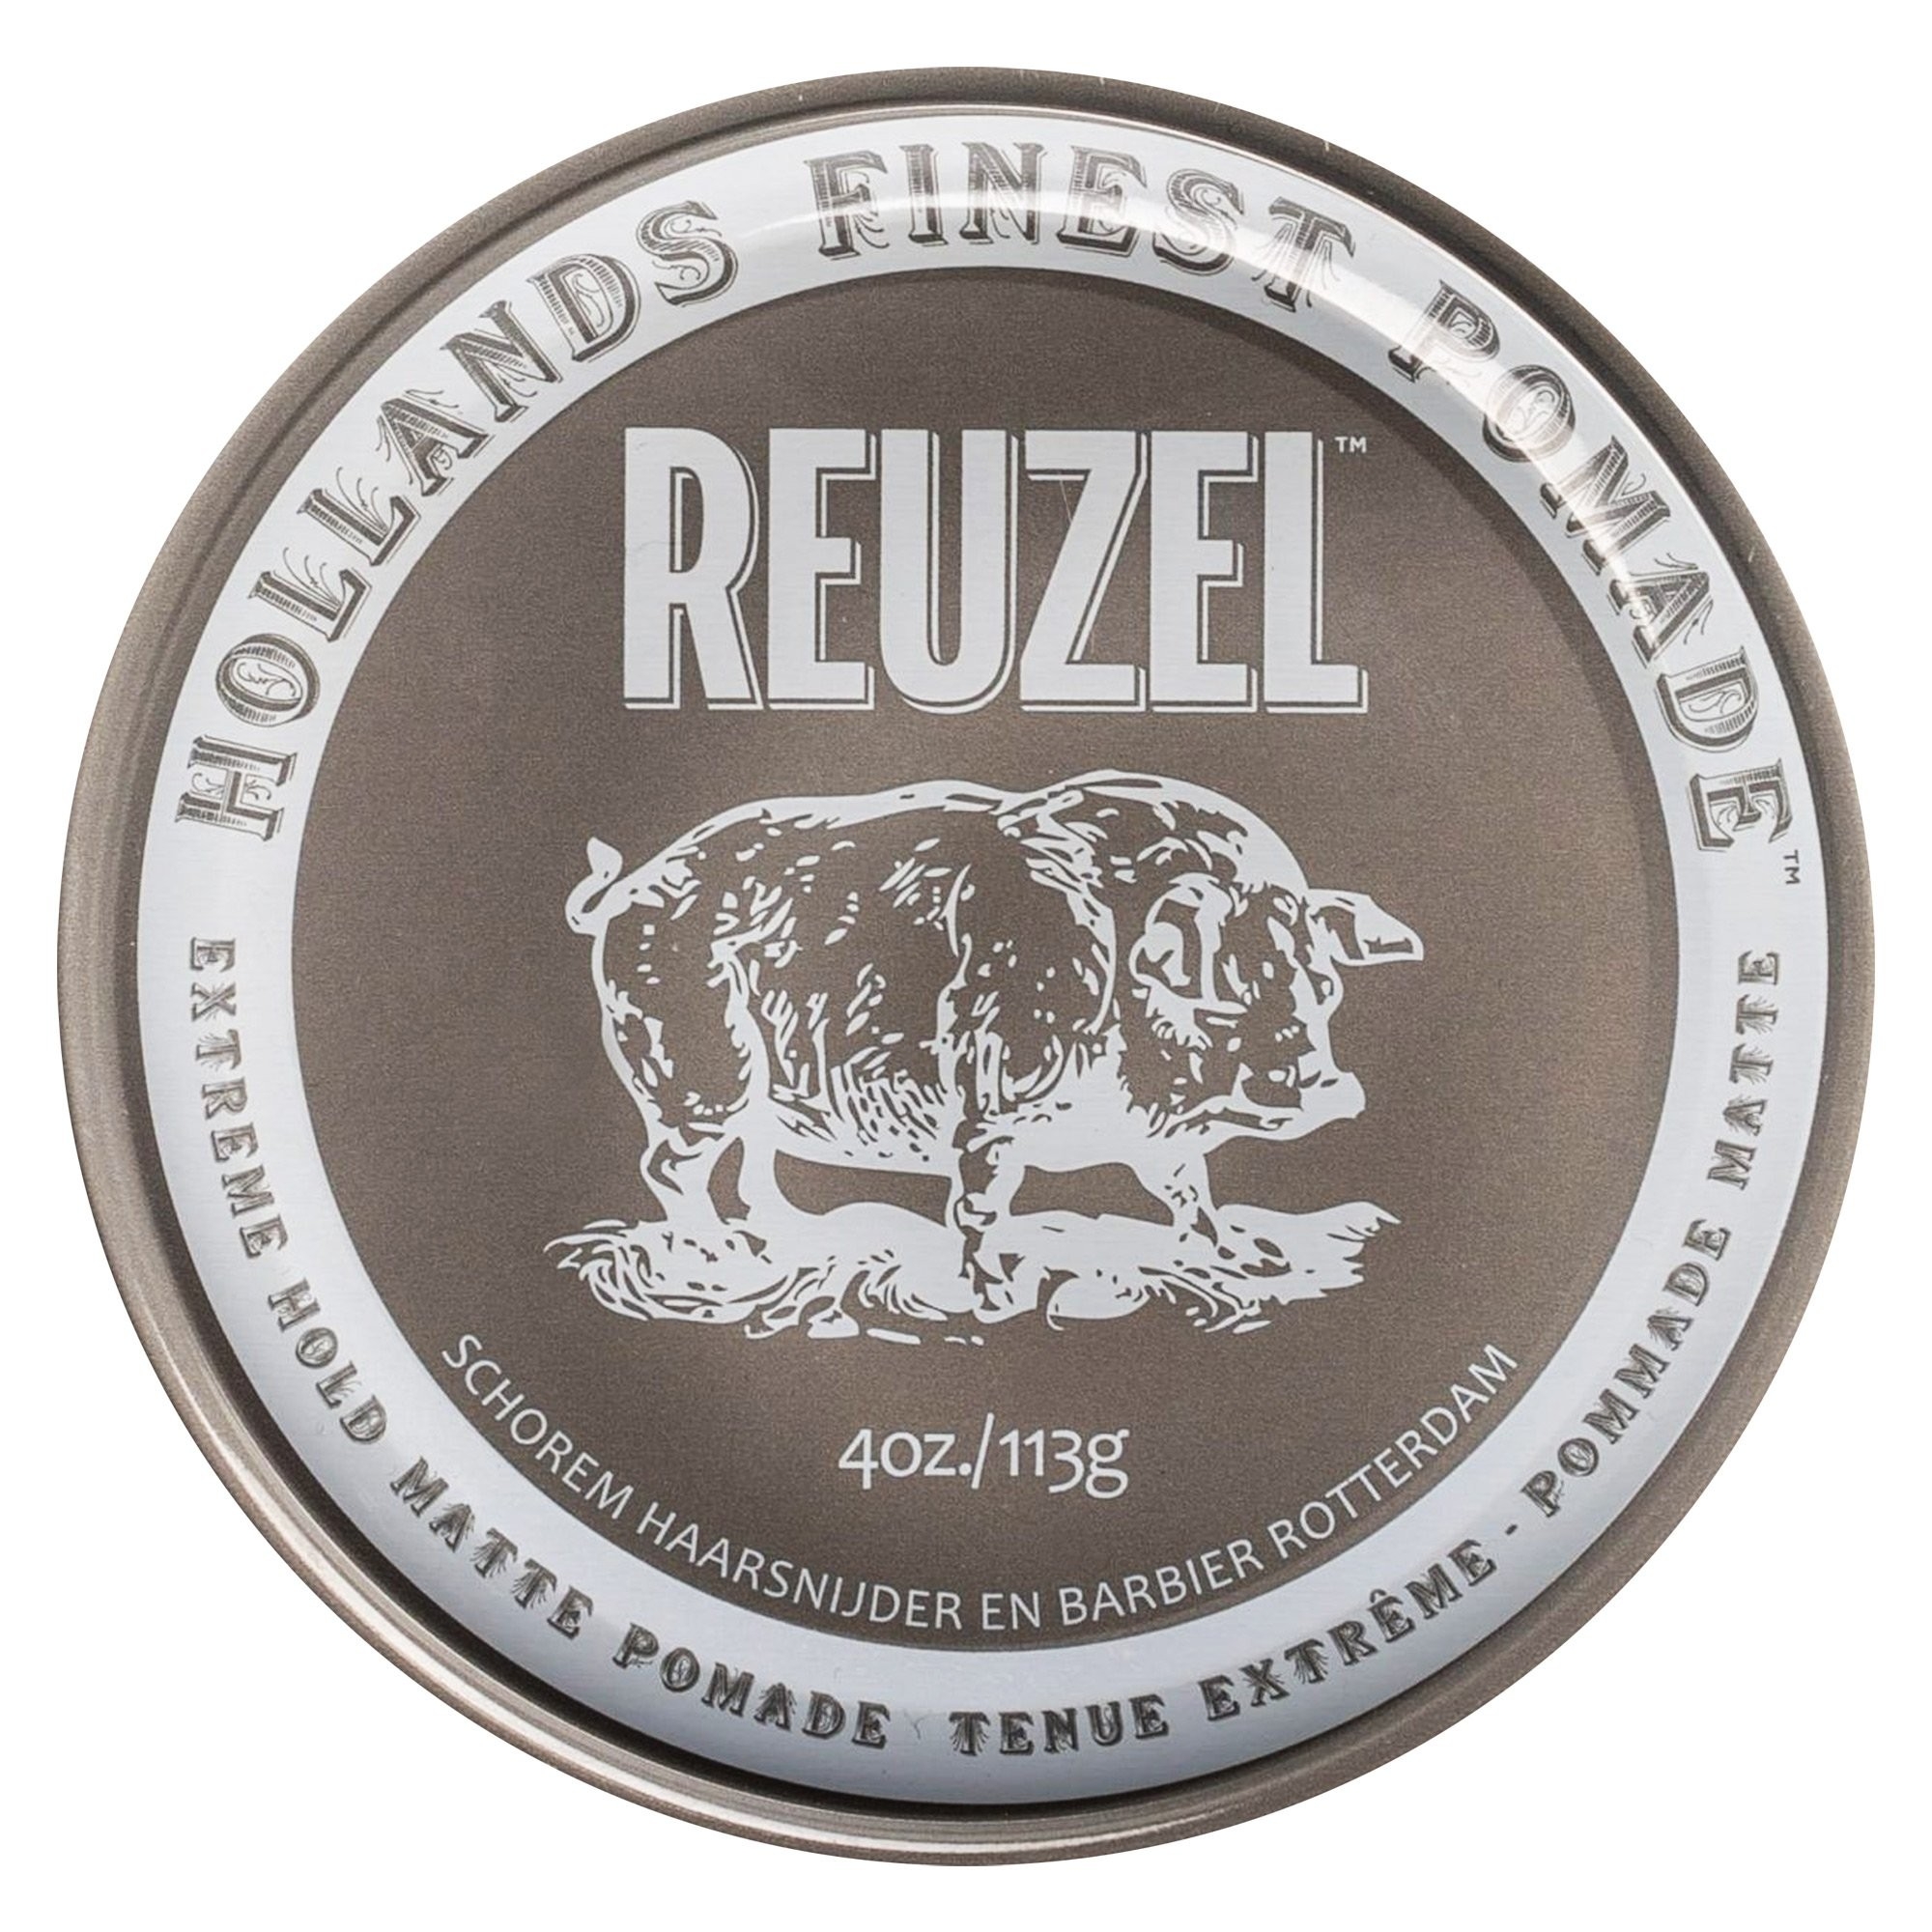 HOLLANDS FINEST POMADE™
REUZEL™
4oz./113g
SCHOREM HAARSNIJDER EN BARBIER ROTTERDAM
EXTREME HOLD MATTE POMADE TENUE EXTRÊME - POMMADE MATTE